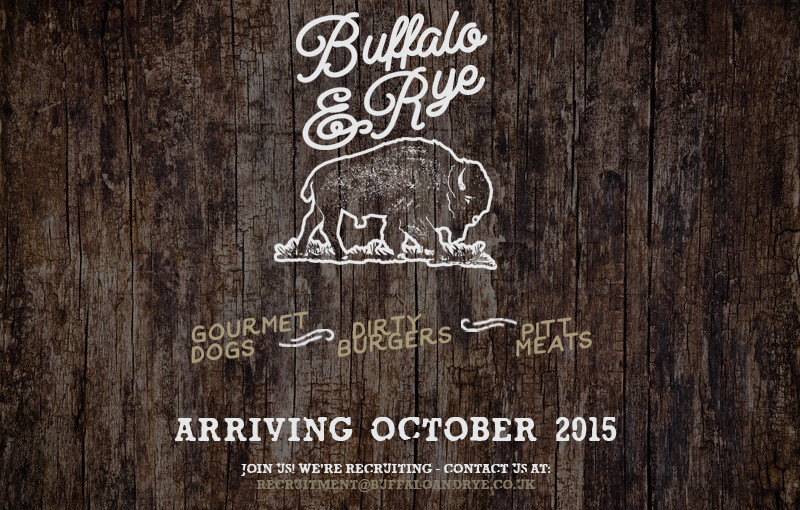 Buffalo
& Rye
GOURMET
DOGS
DIRTY
BURGERS
PITT
MEATS
ARRIVING OCTOBER 2015
JOIN US! WE'RE RECRUITING - CONTACT US AT:
RECRUITMENT@BUFFALOANDRYE.CO.UK